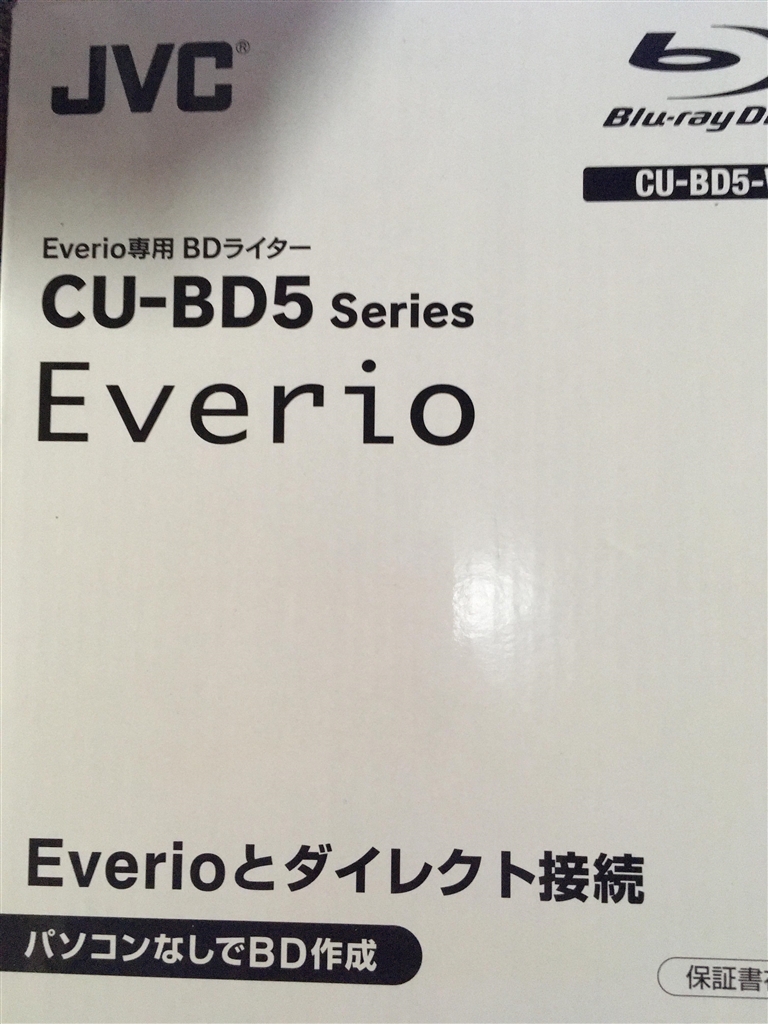 JVC®
Blu-ray
CU-BD5-
Everio専用 BDライター
CU-BD5 Series
Everio
Everioとダイレクト接続
パソコンなしでBD作成
保証書